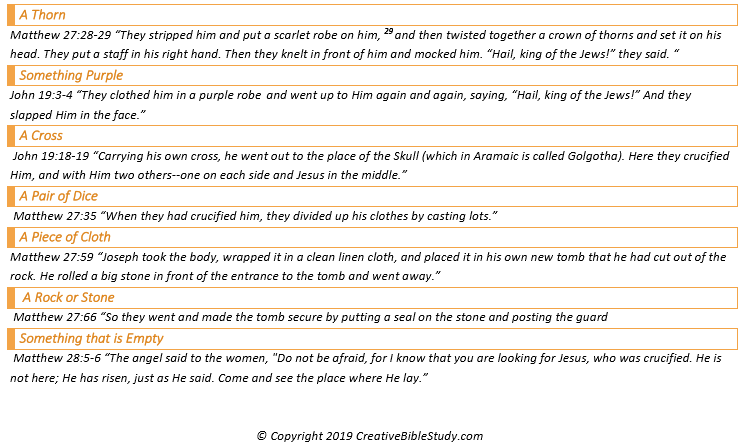 A Thorn
Matthew 27:28-29 “They stripped him and put a scarlet robe on him, 29 and then twisted together a crown of thorns and set it on his
head. They put a staff in his right hand. Then they knelt in front of him and mocked him. “Hail, king of the Jews!” they said. “
Something Purple
John 19:3-4 “They clothed him in a purple robe and went up to Him again and again, saying, “Hail, king of the Jews!” And they
slapped Him in the face.”
A Cross
John 19:18-19 “Carrying his own cross, he went out to the place of the Skull (which in Aramaic is called Golgotha). Here they crucified
Him, and with Him two others--one on each side and Jesus in the middle.”
A Pair of Dice
Matthew 27:35 “When they had crucified him, they divided up his clothes by casting lots.”
A Piece of Cloth
Matthew 27:59 “Joseph took the body, wrapped it in a clean linen cloth, and placed it in his own new tomb that he had cut out of the
rock. He rolled a big stone in front of the entrance to the tomb and went away.”
A Rock or Stone
Matthew 27:66 “So they went and made the tomb secure by putting a seal on the stone and posting the guard
Something that is Empty
Matthew 28:5-6 “The angel said to the women, "Do not be afraid, for I know that you are looking for Jesus, who was crucified. He is
not here; He has risen, just as He said. Come and see the place where He lay.”
© Copyright 2019 CreativeBibleStudy.com